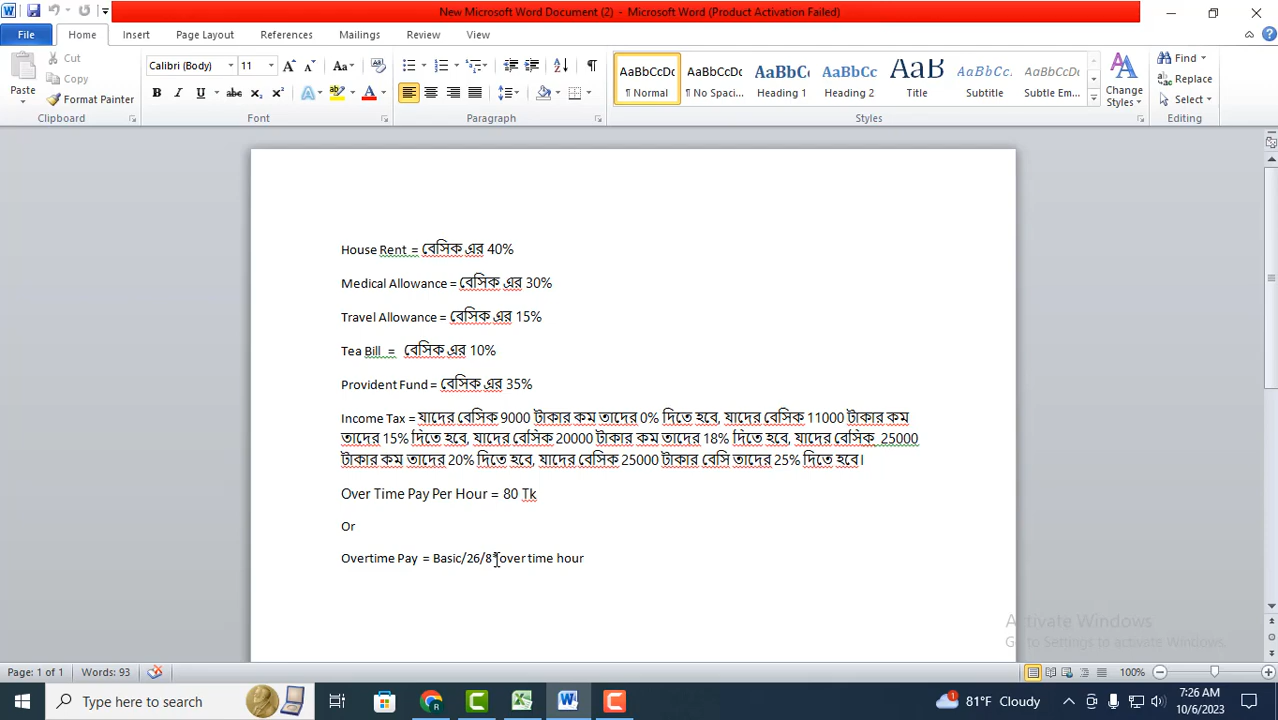 New Microsoft Word Document (2) - Microsoft Word (Product Activation Failed)
File Home Insert Page Layout References Mailings Review View
Paste Cut Copy Format Painter
Calibri (Body) 11
AaBbCcDc AaBbCcDc AaBbCc AaBbCc AaB AaBbCcL AaBbCcDc
¶ Normal ¶ No Spaci... Heading 1 Heading 2 Title Subtitle Subtle Em...
Change Styles
Find Replace Select
Clipboard Font Paragraph Styles Editing
House Rent = বেসিক এর 40%
Medical Allowance = বেসিক এর 30%
Travel Allowance = বেসিক এর 15%
Tea Bill = বেসিক এর 10%
Provident Fund = বেসিক এর 35%
Income Tax = যাদের বেসিক 9000 টাকার কম তাদের 0% দিতে হবে, যাদের বেসিক 11000 টাকার কম
তাদের 15% দিতে হবে, যাদের বেসিক 20000 টাকার কম তাদের 18% দিতে হবে, যাদের বেসিক 25000
টাকার কম তাদের 20% দিতে হবে, যাদের বেসিক 25000 টাকার বেসি তাদের 25% দিতে হবে।
Over Time Pay Per Hour = 80 Tk
Or
Overtime Pay = Basic/26/8*over time hour
Activate Windows
Go to Settings to activate Windows.
Page: 1 of 1 Words: 93 100%
Type here to search
81°F Cloudy
7:26 AM
10/6/2023